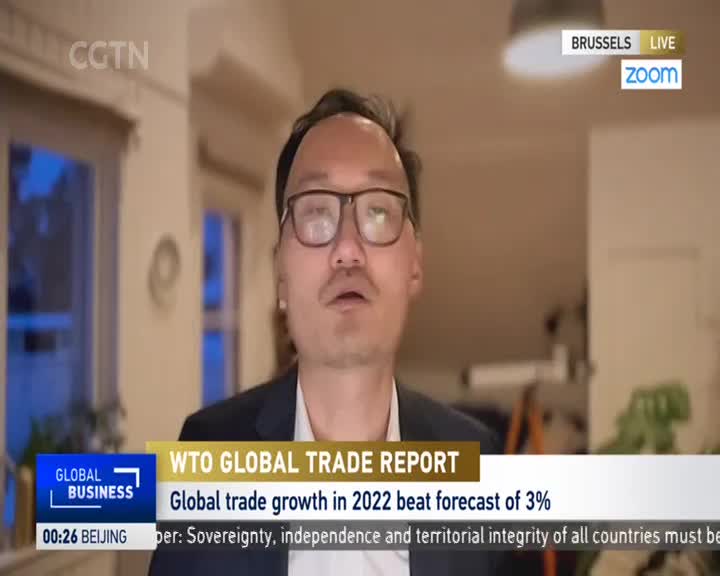 CGTN
BRUSSELS LIVE
zoom
WTO GLOBAL TRADE REPORT
GLOBAL
BUSINESS
Global trade growth in 2022 beat forecast of 3%
00:26 BEIJING
per: Sovereignty, independence and territorial integrity of all countries must be